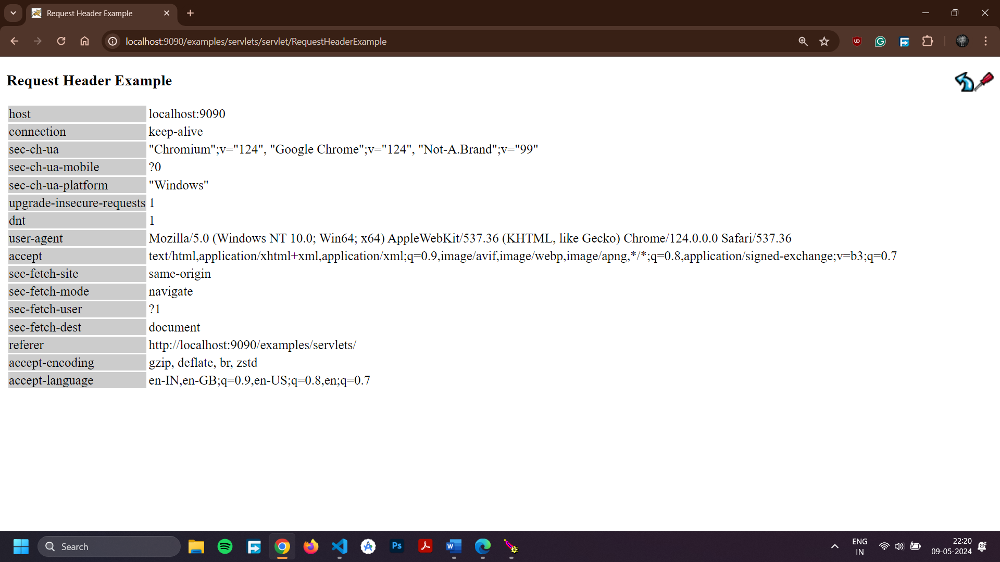 Request Header Example
localhost:9090/examples/servlets/servlet/RequestHeaderExample
Request Header Example
host localhost:9090
connection keep-alive
sec-ch-ua "Chromium";v="124", "Google Chrome";v="124", "Not-A.Brand";v="99"
sec-ch-ua-mobile ?0
sec-ch-ua-platform "Windows"
upgrade-insecure-requests 1
dnt 1
user-agent Mozilla/5.0 (Windows NT 10.0; Win64; x64) AppleWebKit/537.36 (KHTML, like Gecko) Chrome/124.0.0.0 Safari/537.36
accept text/html,application/xhtml+xml,application/xml;q=0.9,image/avif,image/webp,image/apng,*/*;q=0.8,application/signed-exchange;v=b3;q=0.7
sec-fetch-site same-origin
sec-fetch-mode navigate
sec-fetch-user ?1
sec-fetch-dest document
referer http://localhost:9090/examples/servlets/
accept-encoding gzip, deflate, br, zstd
accept-language en-IN,en-GB;q=0.9,en-US;q=0.8,en;q=0.7
Search
Ps
W
ENG
IN
22:20
09-05-2024